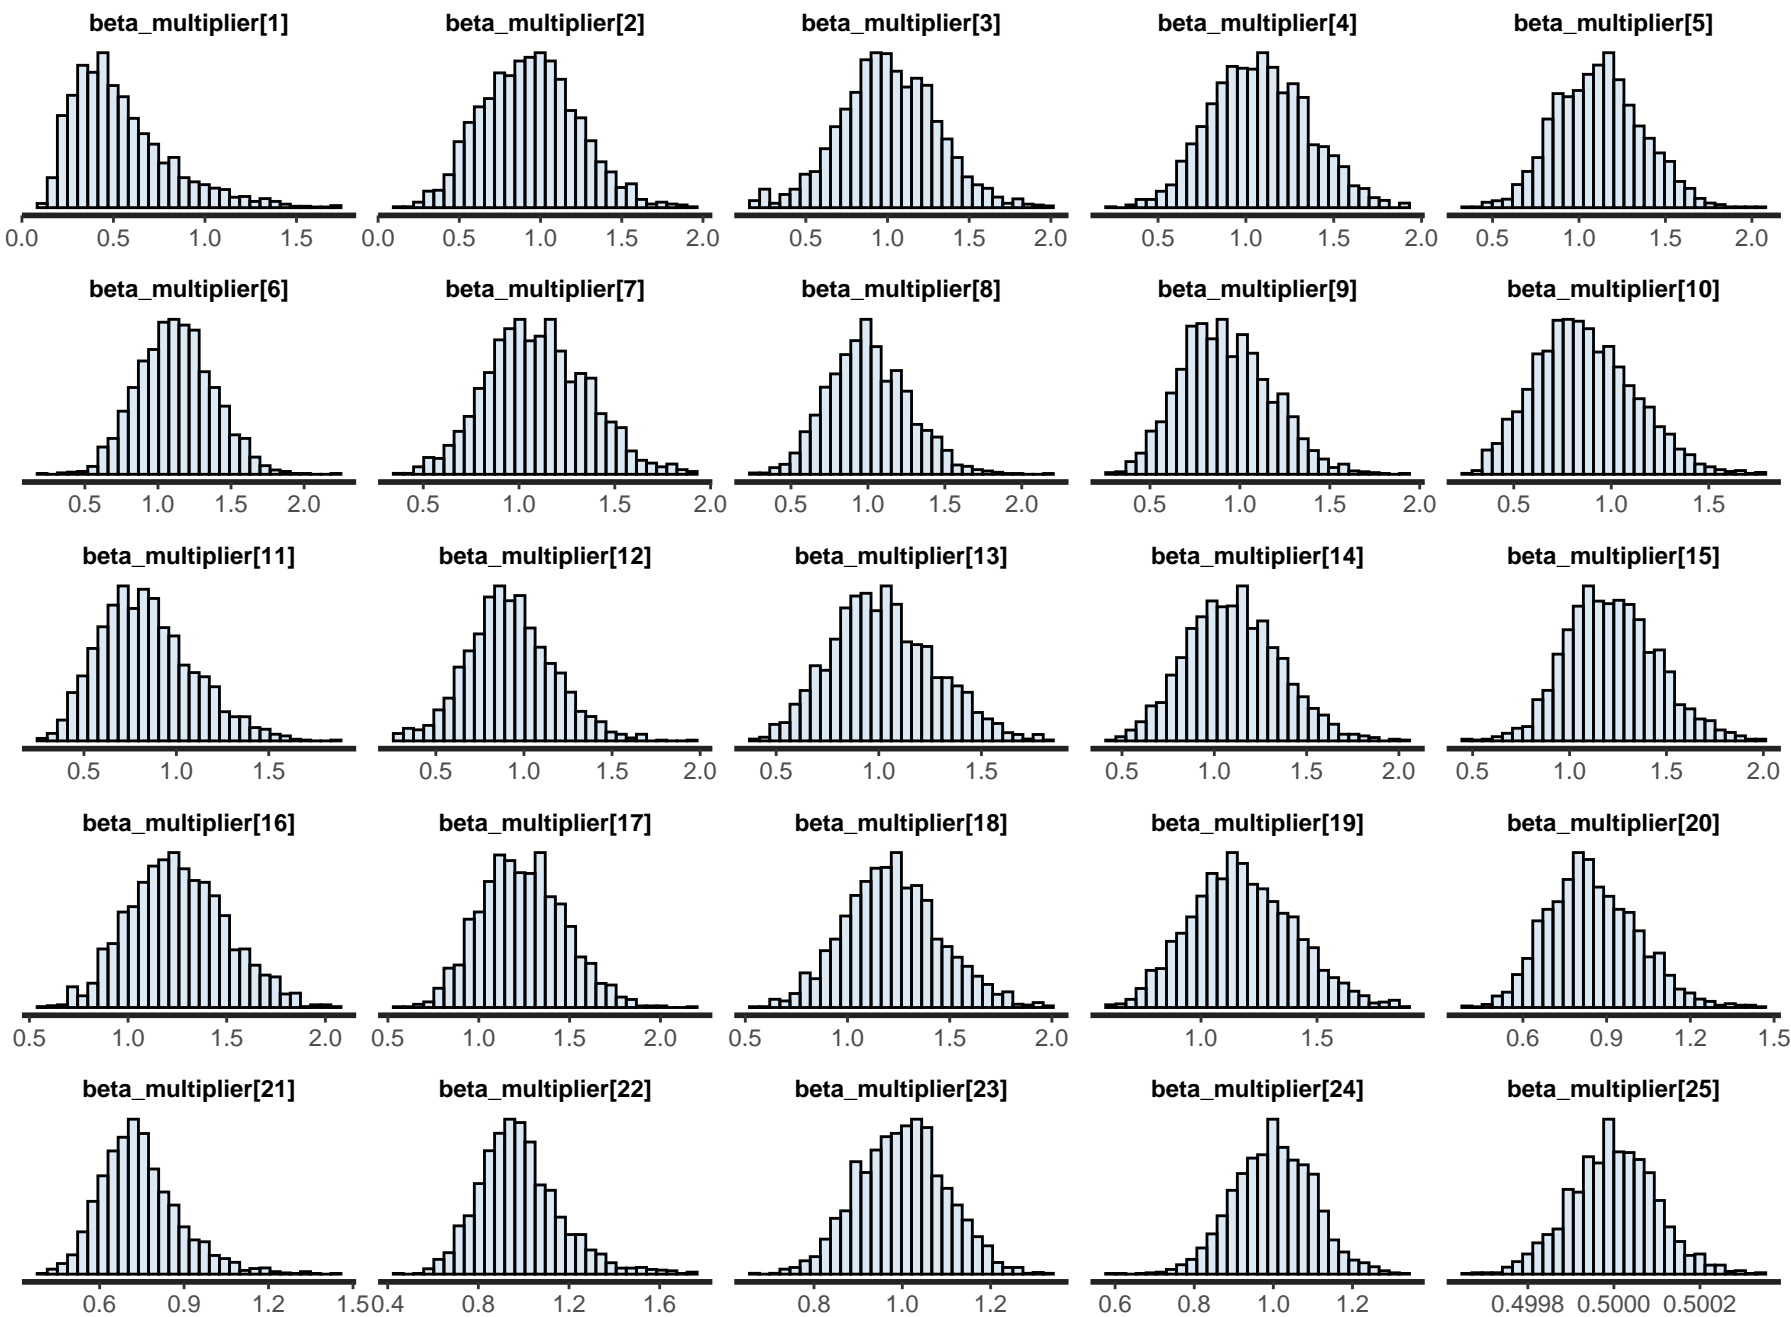 beta_multiplier[1] beta_multiplier[2] beta_multiplier[3] beta_multiplier[4] beta_multiplier[5]
0.0 0.5 1.0 1.5 0.0 0.5 1.0 1.5 2.0 0.5 1.0 1.5 2.0 0.5 1.0 1.5 2.0 0.5 1.0 1.5 2.0
beta_multiplier[6] beta_multiplier[7] beta_multiplier[8] beta_multiplier[9] beta_multiplier[10]
0.5 1.0 1.5 2.0 0.5 1.0 1.5 2.0 0.5 1.0 1.5 2.0 0.5 1.0 1.5 2.0 0.5 1.0 1.5
beta_multiplier[11] beta_multiplier[12] beta_multiplier[13] beta_multiplier[14] beta_multiplier[15]
0.5 1.0 1.5 0.5 1.0 1.5 2.0 0.5 1.0 1.5 0.5 1.0 1.5 2.0 0.5 1.0 1.5 2.0
beta_multiplier[16] beta_multiplier[17] beta_multiplier[18] beta_multiplier[19] beta_multiplier[20]
0.5 1.0 1.5 2.0 0.5 1.0 1.5 2.0 0.5 1.0 1.5 2.0 1.0 1.5 0.6 0.9 1.2 1.5
beta_multiplier[21] beta_multiplier[22] beta_multiplier[23] beta_multiplier[24] beta_multiplier[25]
0.6 0.9 1.2 1.5 0.4 0.8 1.2 1.6 0.8 1.0 1.2 0.6 0.8 1.0 1.2 0.4998 0.5000 0.5002